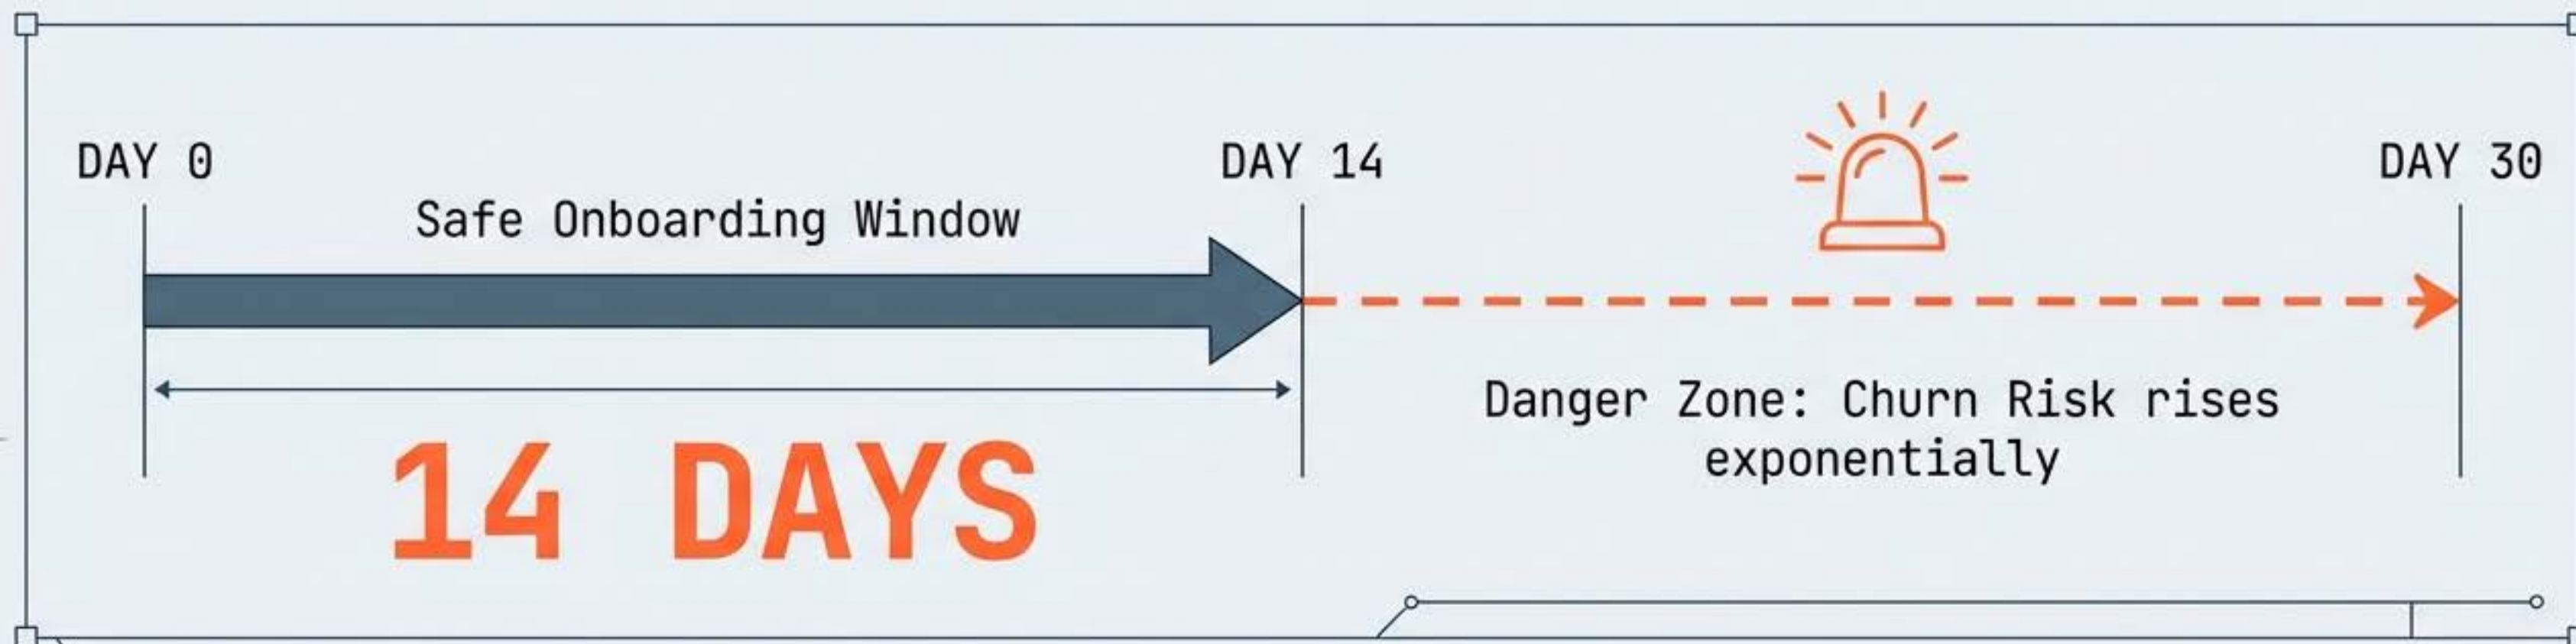 DAY 0
DAY 14
DAY 30
Safe Onboarding Window
Danger Zone: Churn Risk rises
exponentially
14 DAYS